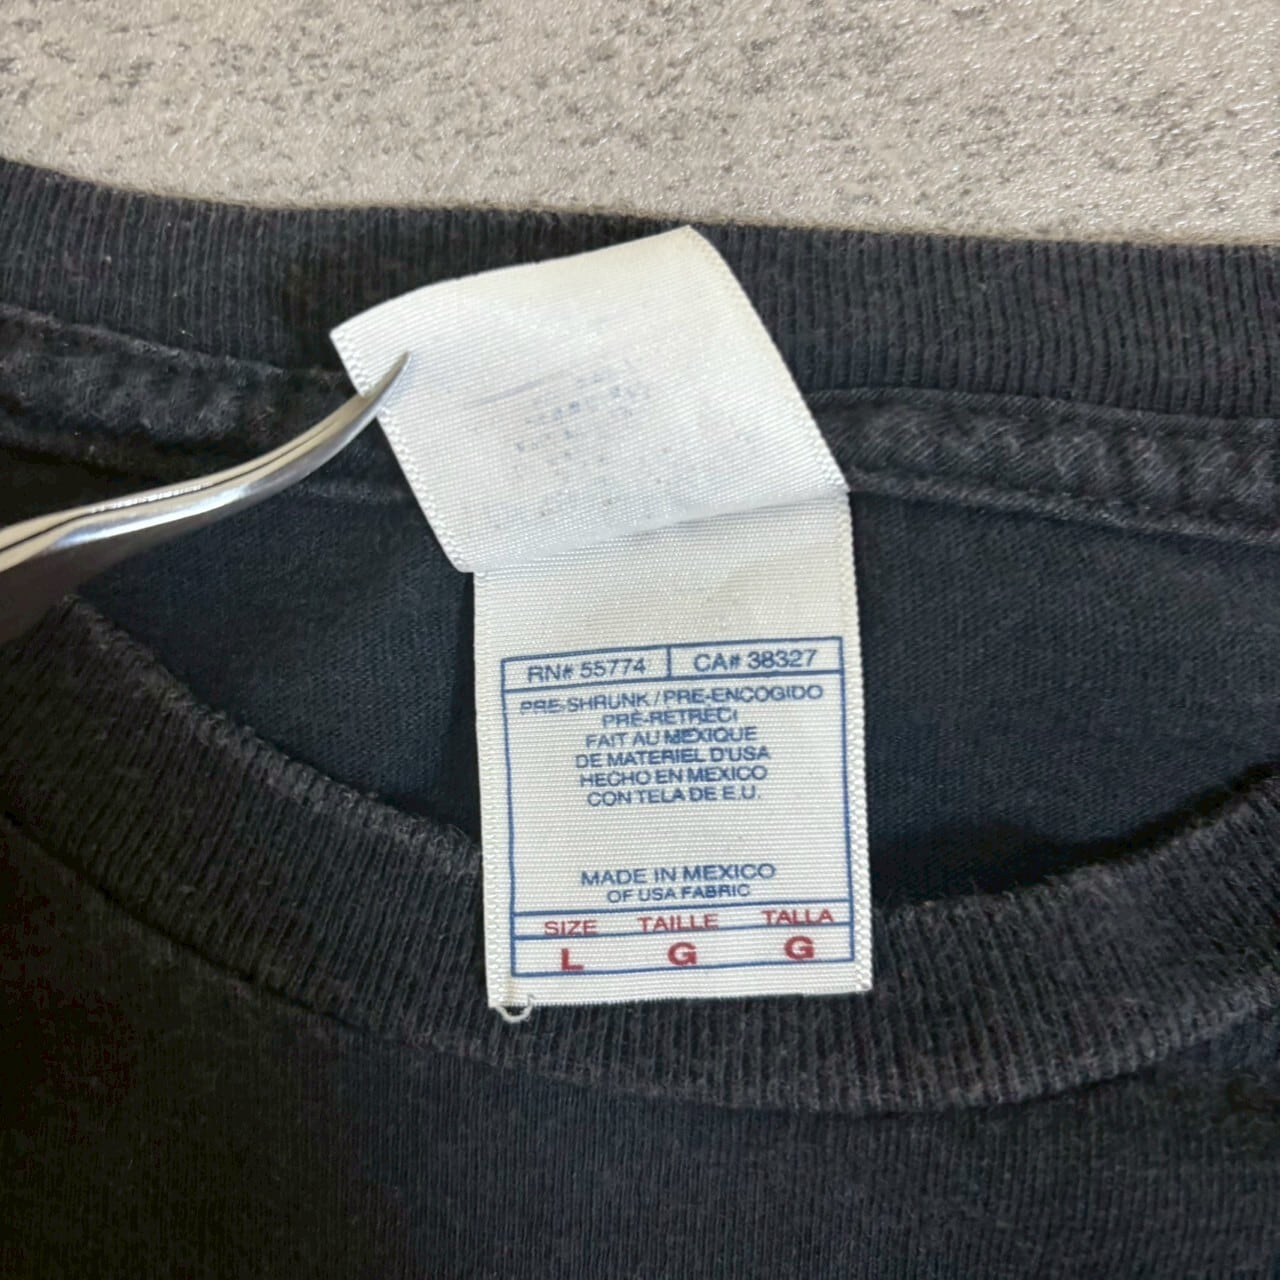 RN# 55774 CA# 38327
PRE-SHRUNK / PRE-ENCOGIDO
PRE-RETRECI
FAIT AU MEXIQUE
DE MATERIEL D'USA
HECHO EN MEXICO
CON TELA DE E.U.
MADE IN MEXICO
OF USA FABRIC
SIZE TAILLE TALLA
L G G